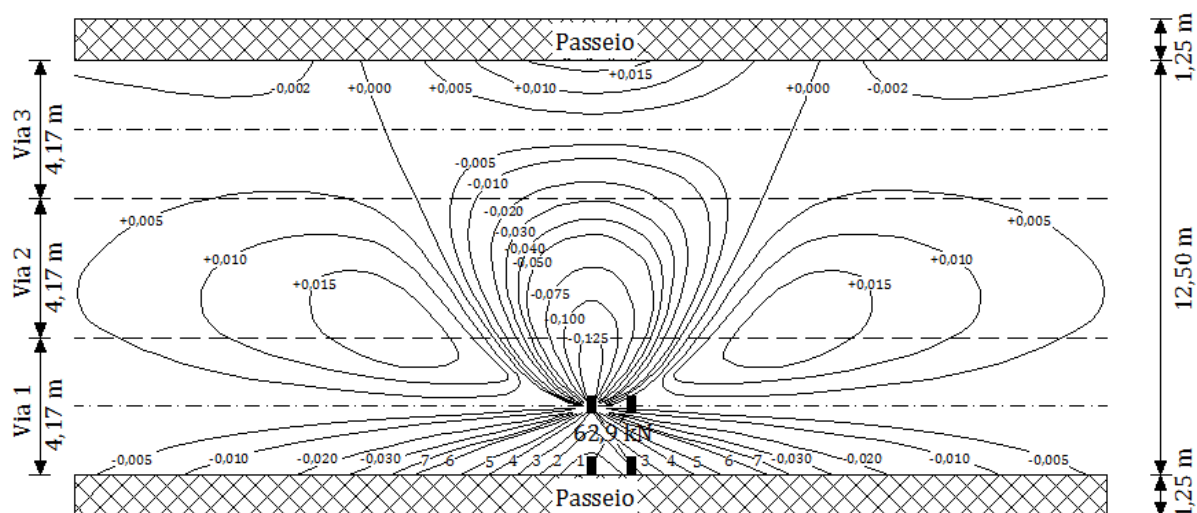 Passeio
1,25 m
-0,002
+0,000
+0,005
+0,010
+0,015
+0,000
-0,002
Via 3
4,17 m
-0,005
-0,010
-0,020
-0,030
-0,040
-0,050
-0,075
-0,100
-0,125
+0,005
+0,010
+0,015
+0,005
+0,010
+0,015
Via 2
4,17 m
12,50 m
Via 1
4,17 m
62,9 kN
-0,005 -0,010 -0,020 -0,030 7 6 5 4 3 2 1 3 4 5 6 7 -0,030 -0,020 -0,010 -0,005
Passeio
1,25 m